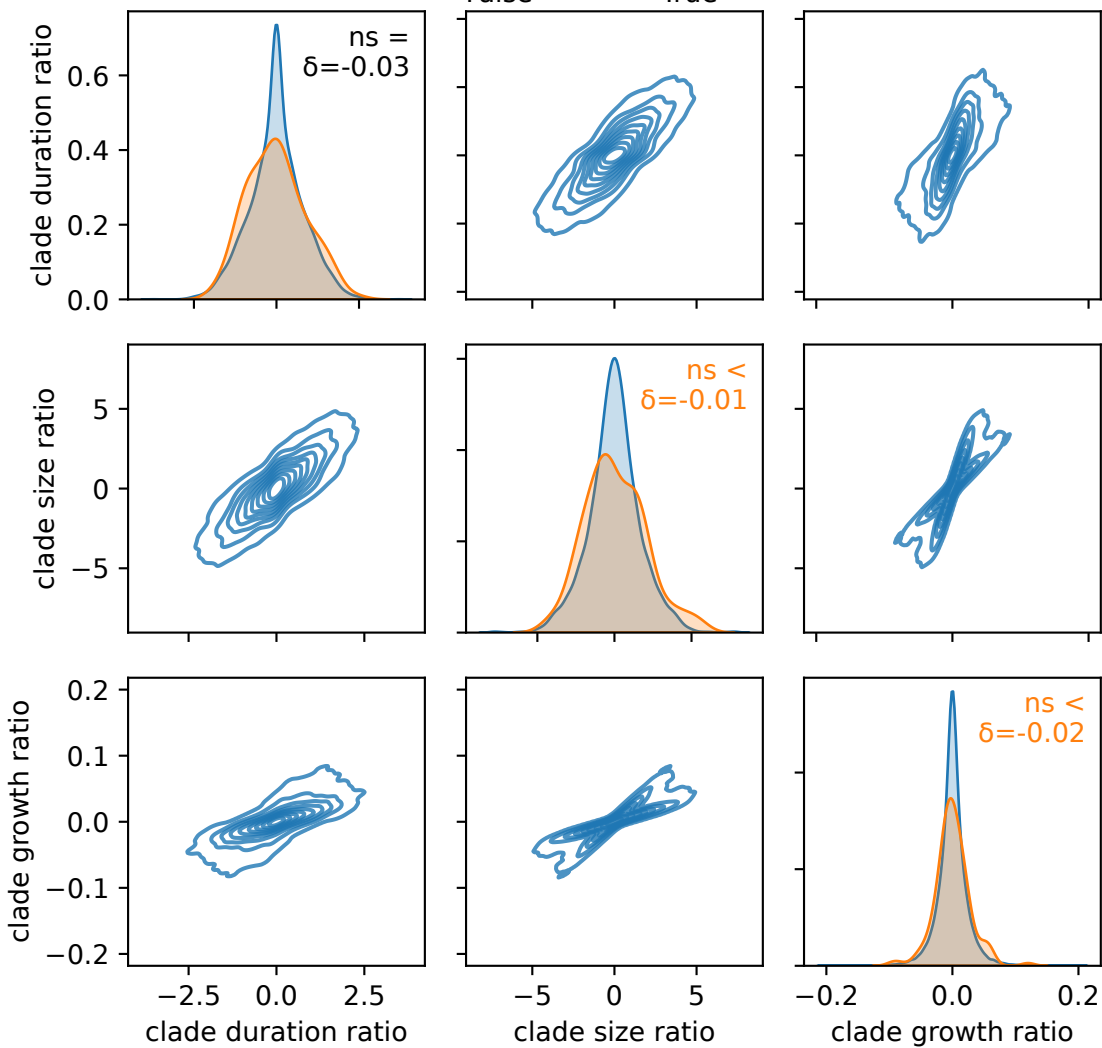 clade duration ratio
0.6
0.4
0.2
0.0
ns =
δ=-0.03
clade size ratio
5
0
−5
ns <
δ=-0.01
clade growth ratio
0.2
0.1
0.0
−0.1
−0.2
ns <
δ=-0.02
−2.5 0.0 2.5
−5 0 5
−0.2 0.0 0.2
clade duration ratio
clade size ratio
clade growth ratio